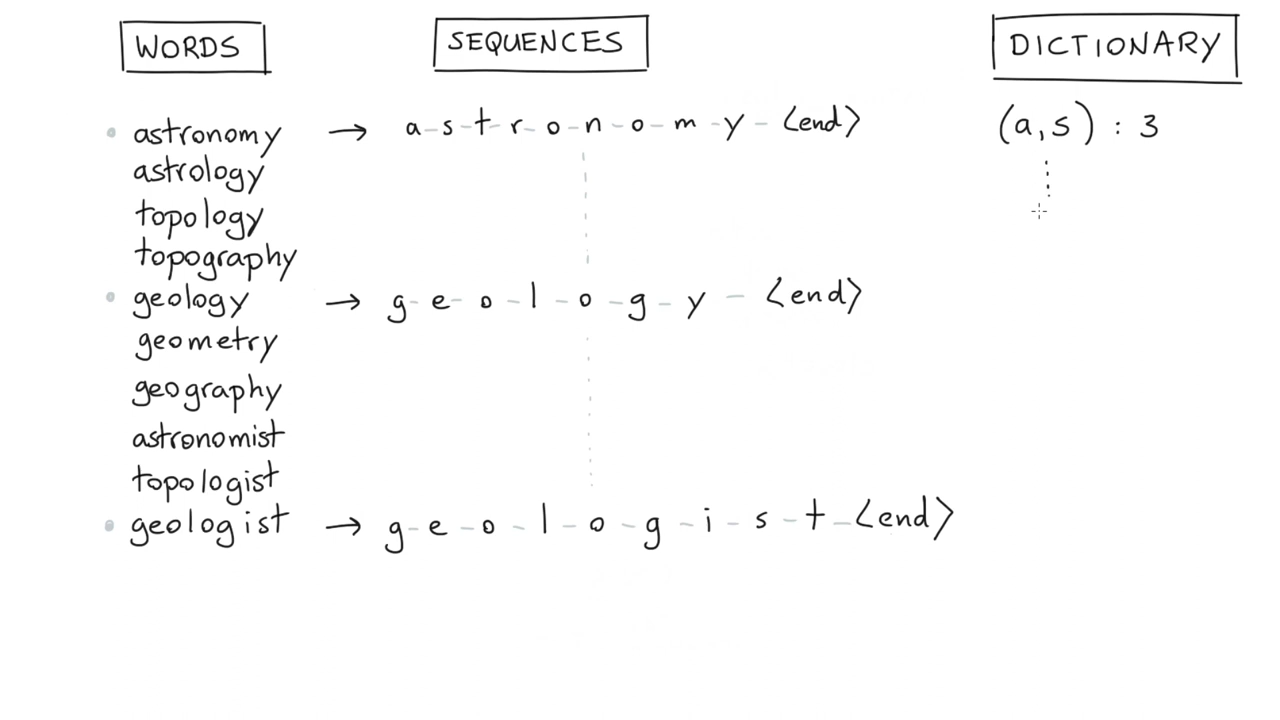 WORDS SEQUENCES DICTIONARY
astronomy → a-s-t-r-o-n-o-m-y-<end> (a,s) : 3
astrology
topology
topography
geology → g-e-o-l-o-g-y-<end>
geometry
geography
astronomist
topologist
geologist → g-e-o-l-o-g-i-s-t-<end>